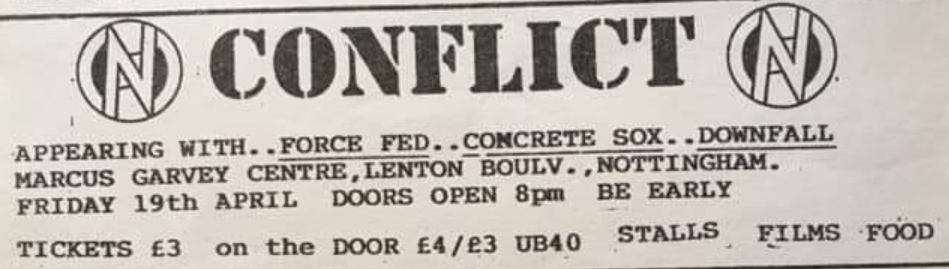 CONFLICT
APPEARING WITH..FORCE FED..CONCRETE SOX..DOWNFALL
MARCUS GARVEY CENTRE,LENTON BOULV.,NOTTINGHAM.
FRIDAY 19th APRIL DOORS OPEN 8pm BE EARLY
TICKETS £3 on the DOOR £4/£3 UB40 STALLS FILMS FOOD